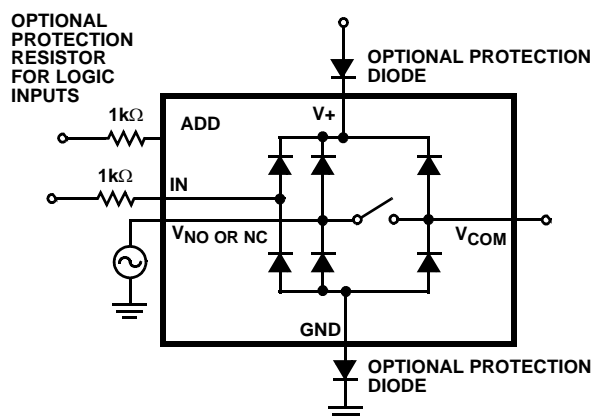 OPTIONAL
PROTECTION
RESISTOR
FOR LOGIC
INPUTS
OPTIONAL PROTECTION
DIODE
1kΩ
ADD
V+
1kΩ
IN
VNO OR NC
VCOM
GND
OPTIONAL PROTECTION
DIODE